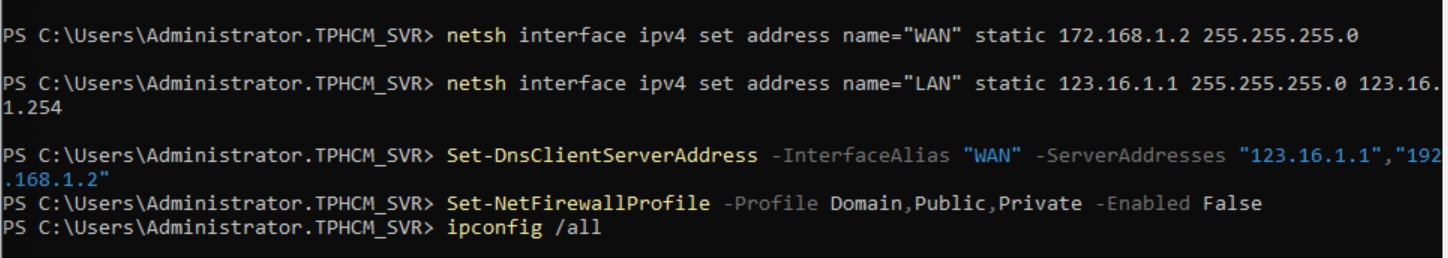 PS C:\Users\Administrator.TPHCM_SVR> netsh interface ipv4 set address name="WAN" static 172.168.1.2 255.255.255.0
PS C:\Users\Administrator.TPHCM_SVR> netsh interface ipv4 set address name="LAN" static 123.16.1.1 255.255.255.0 123.16.
1.254
PS C:\Users\Administrator.TPHCM_SVR> Set-DnsClientServerAddress -InterfaceAlias "WAN" -ServerAddresses "123.16.1.1","192
.168.1.2"
PS C:\Users\Administrator.TPHCM_SVR> Set-NetFirewallProfile -Profile Domain,Public,Private -Enabled False
PS C:\Users\Administrator.TPHCM_SVR> ipconfig /all